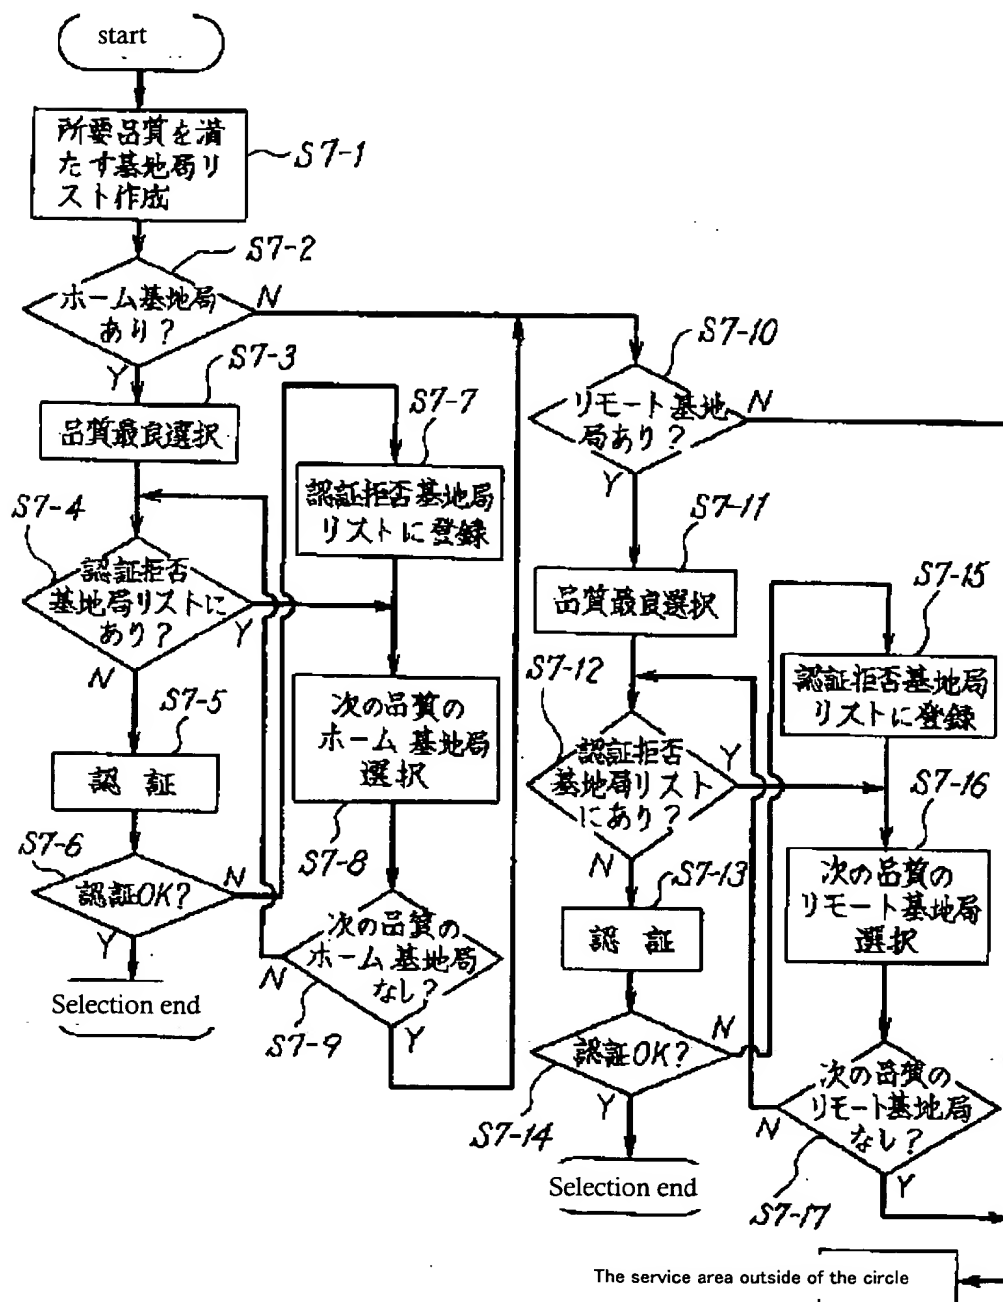 start
所要品質を満
たす基地局リ
スト作成
S7-1
S7-2
ホーム基地局
あり?
N
Y
S7-3
品質最良選択
S7-4
認証拒否
基地局リストに
あり?
Y
N
S7-5
認 証
S7-6
認証OK?
N
Y
Selection end
S7-7
認証拒否基地局
リストに登録
次の品質の
ホーム基地局
選択
S7-8
次の品質の
ホーム基地局
なし?
N
S7-9
Y
S7-10
リモート基地
局あり?
N
Y
S7-11
品質最良選択
S7-12
認証拒否
基地局リスト
にあり?
Y
N
S7-13
認 証
認証OK?
N
S7-14
Y
Selection end
S7-15
認証拒否基地局
リストに登録
S7-16
次の品質の
リモート基地局
選択
次の品質の
リモート基地局
なし?
N
Y
S7-17
The service area outside of the circle